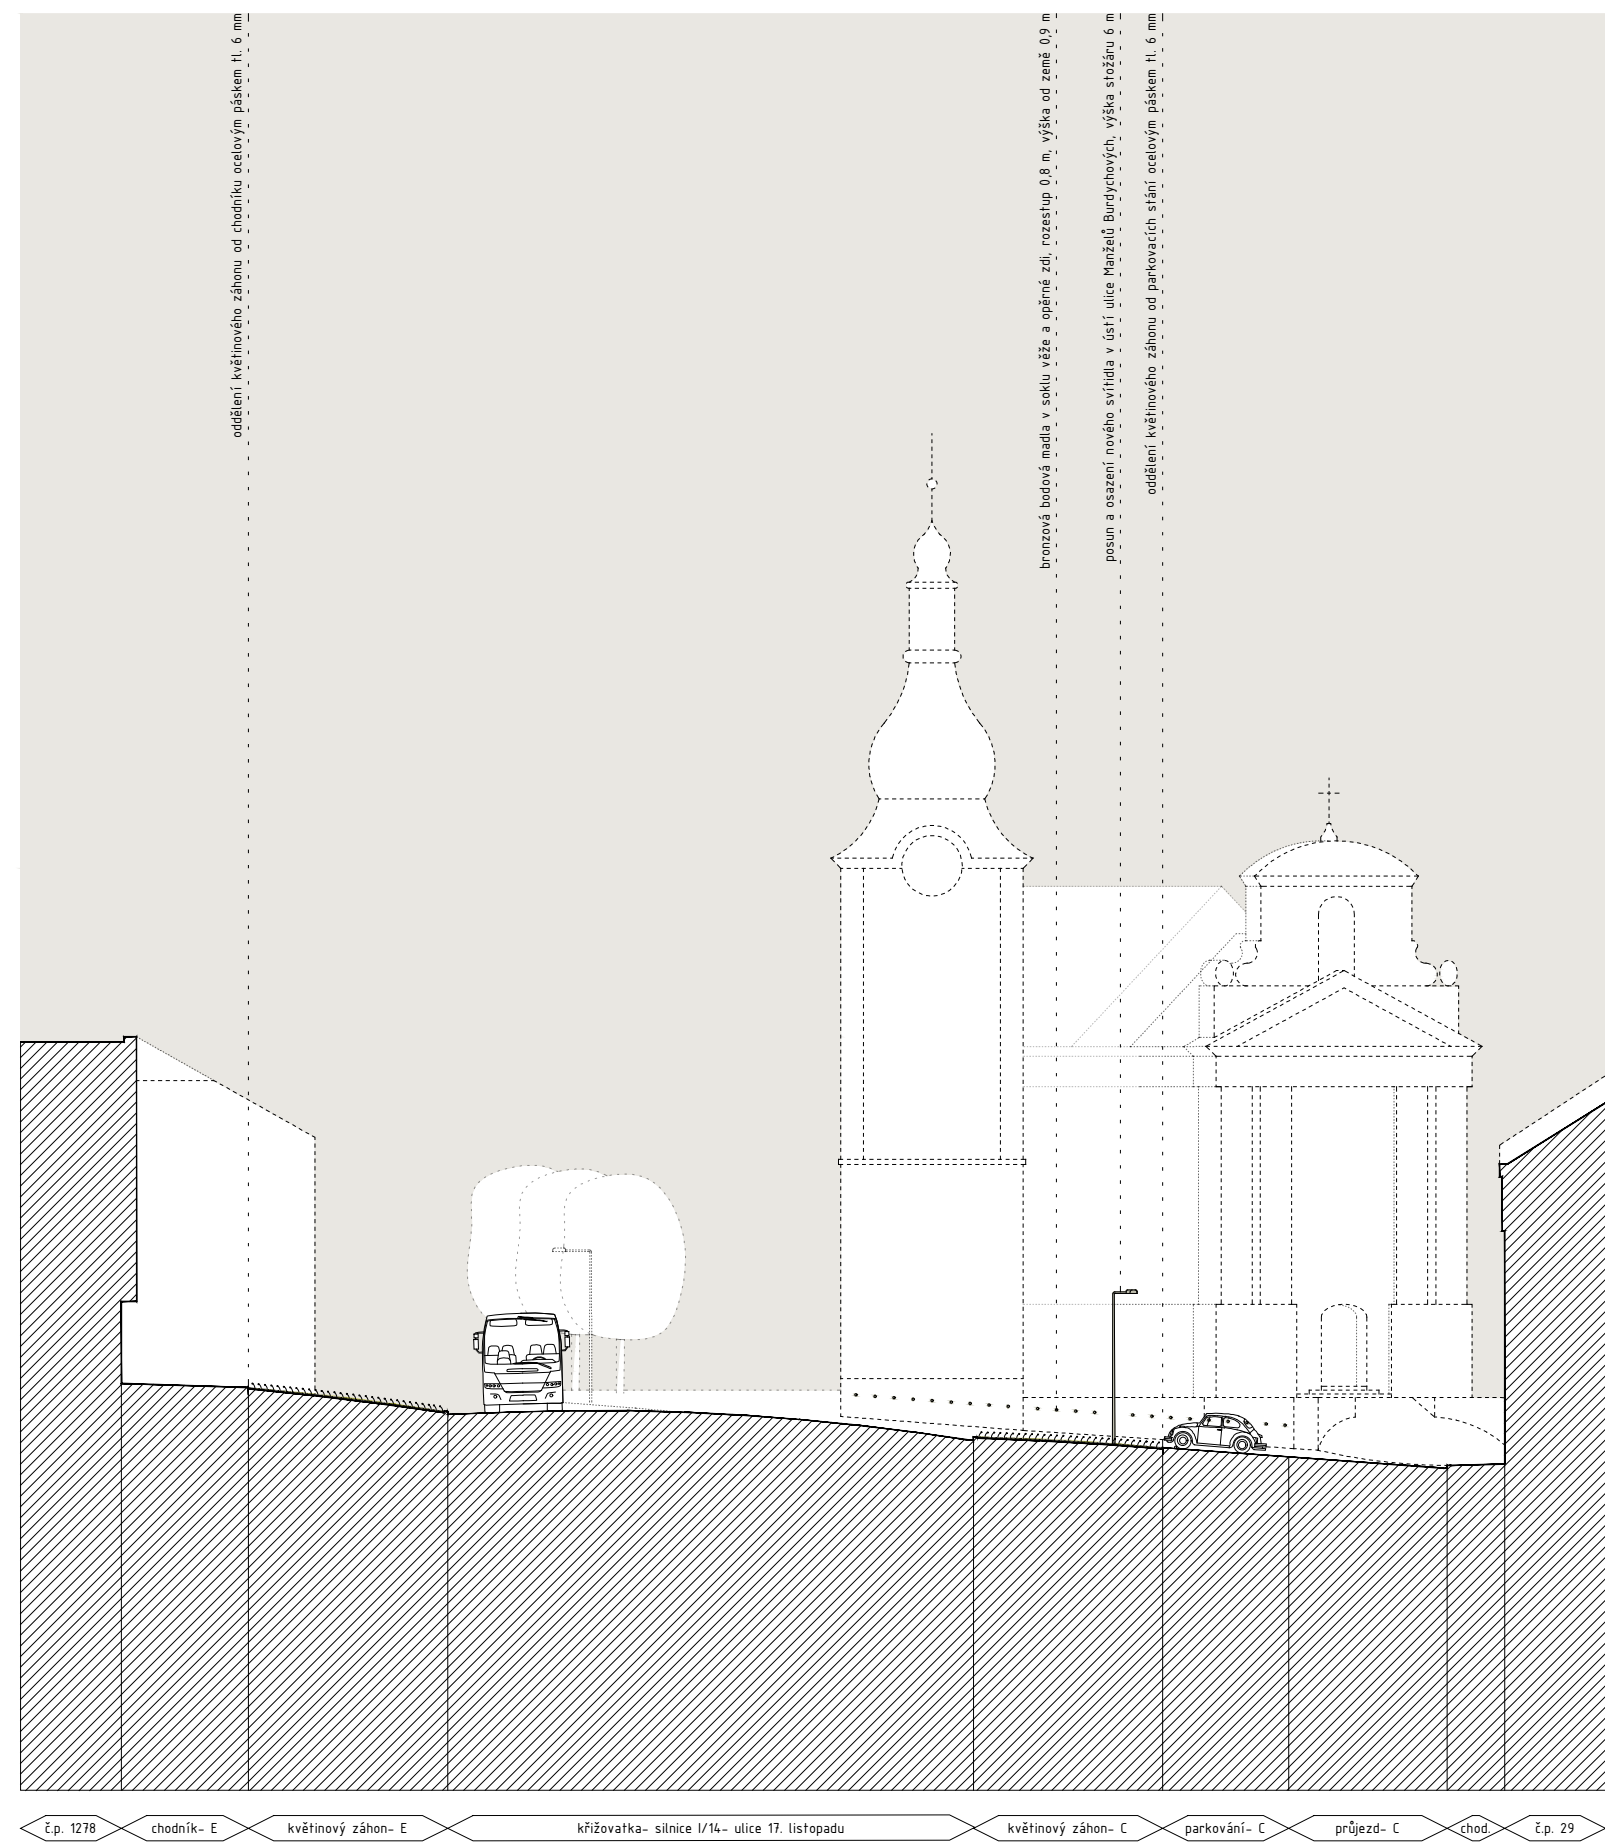 oddělení květinového záhonu od chodníku ocelovým páskem tl. 6 mm
bronzová bodová madla v soklu věže a opěrné zdi, rozestup 0,8 m, výška od země 0,9 m
posun a osazení nového svítidla v ústí ulice Manželů Burdychových, výška stožáru 6 m
oddělení květinového záhonu od parkovacích stání ocelovým páskem tl. 6 mm
č.p. 1278
chodník- E
květinový záhon- E
křižovatka- silnice I/14- ulice 17. listopadu
květinový záhon- C
parkování- C
průjezd- C
chod.
č.p. 29